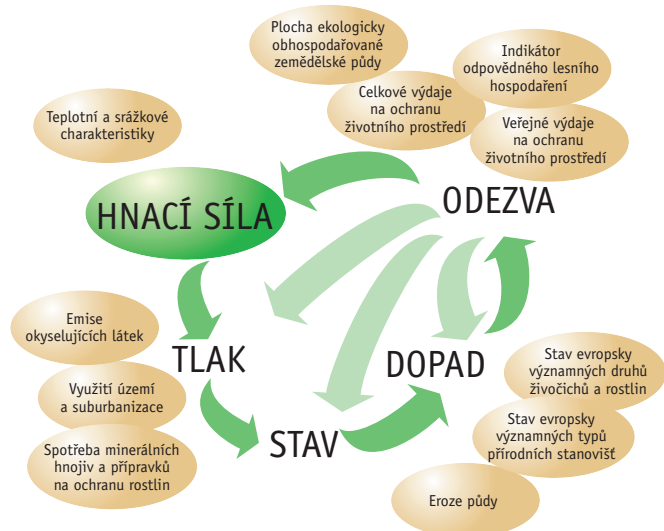 Plocha ekologicky
obhospodařované
zemědělské půdy
Indikátor
odpovědného lesního
hospodaření
Celkové výdaje
na ochranu
životního prostředí
Veřejné výdaje
na ochranu
životního prostředí
Teplotní a srážkové
charakteristiky
HNACÍ SÍLA
ODEZVA
Emise
okyselujících látek
TLAK
DOPAD
Využití území
a suburbanizace
Stav evropsky
významných druhů
živočichů a rostlin
Spotřeba minerálních
hnojiv a přípravků
na ochranu rostlin
STAV
Stav evropsky
významných typů
přírodních stanovišť
Eroze půdy